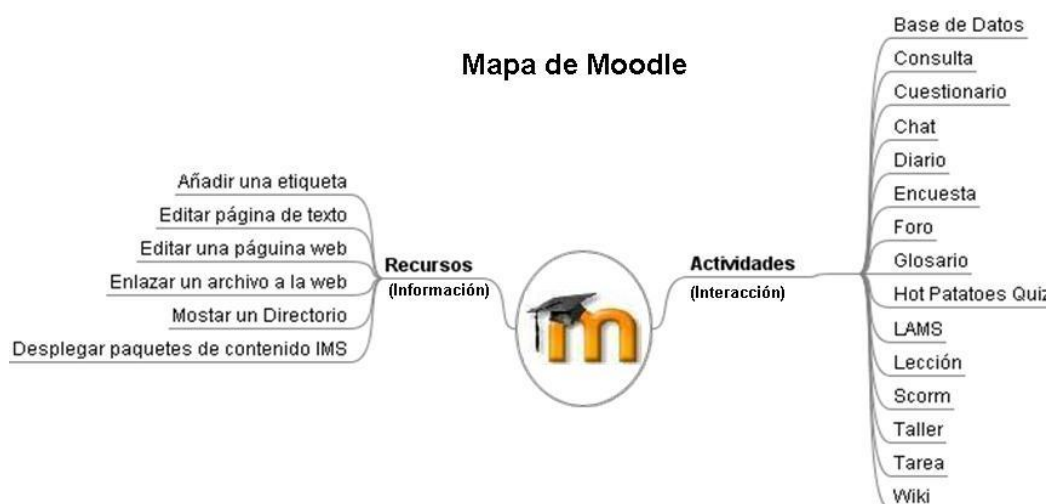 Mapa de Moodle
Añadir una etiqueta
Editar página de texto
Editar una páguina web
Enlazar un archivo a la web
Mostar un Directorio
Desplegar paquetes de contenido IMS
Recursos
(Información)
m
Actividades
(Interacción)
Base de Datos
Consulta
Cuestionario
Chat
Diario
Encuesta
Foro
Glosario
Hot Patatoes Quiz
LAMS
Lección
Scorm
Taller
Tarea
Wiki